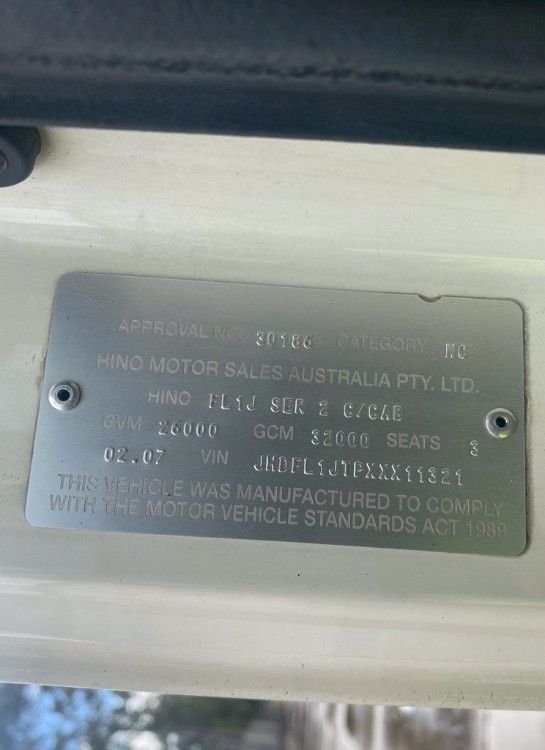 APPROVAL NO. 30186 CATEGORY NC
HINO MOTOR SALES AUSTRALIA PTY. LTD.
HINO FL1J SER 2 C/CAB
GVM 26000 GCM 32000 SEATS 3
02.07 VIN JHDFL1JTPXXX11321
THIS VEHICLE WAS MANUFACTURED TO COMPLY
WITH THE MOTOR VEHICLE STANDARDS ACT 1989